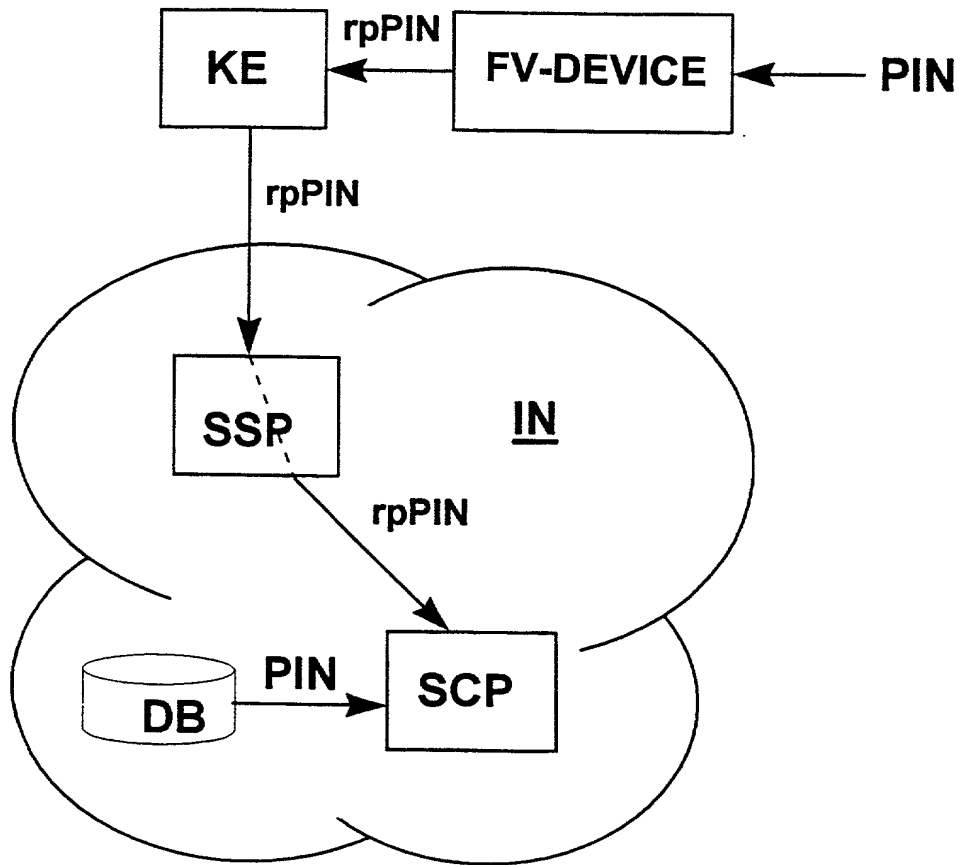 rpPIN
KE
FV-DEVICE
PIN
rpPIN
SSP
IN
rpPIN
PIN
DB
SCP